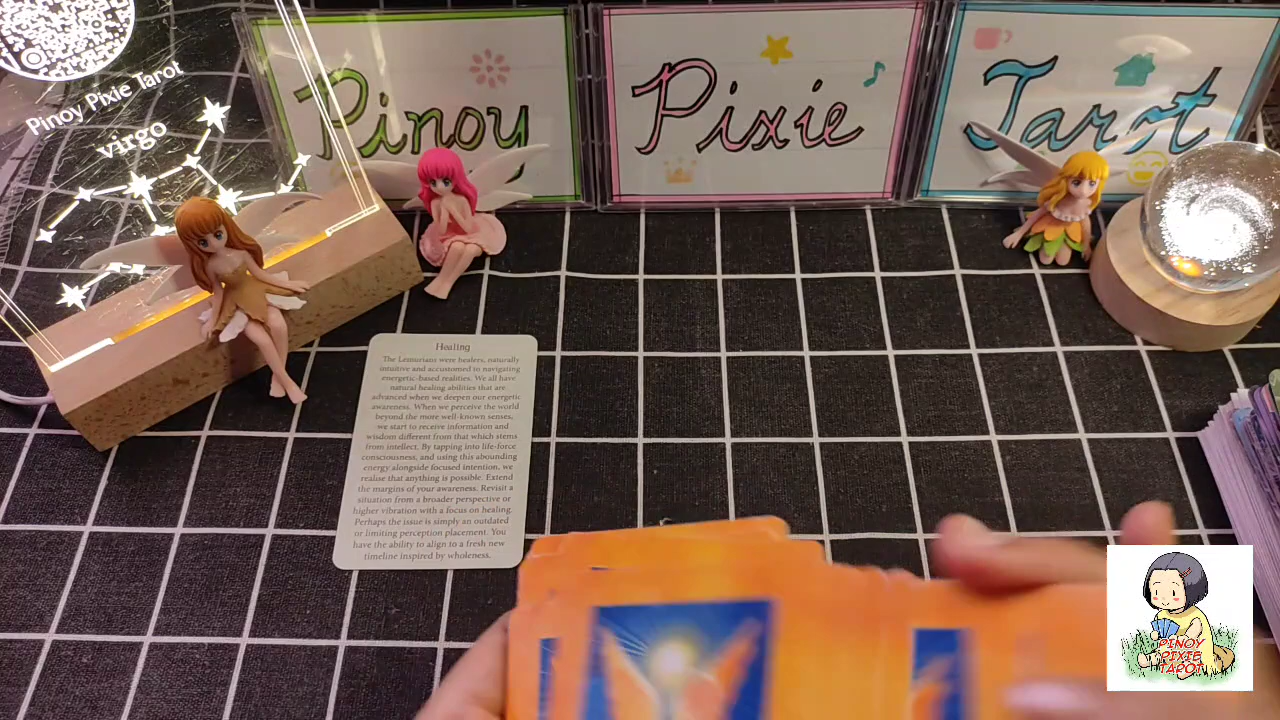 Pinoy Pixie Tarot
virgo
Pinoy
Pixie
Tarot
Healing
The Lemurians were healers, naturally
intuitive and accustomed to navigating
energetic-based realities. We all have
natural healing abilities that are
advanced when we deepen our energetic
awareness. When we perceive the world
beyond the more well-known senses,
we start to receive information and
wisdom different from that which stems
from intellect. By tapping into life-force
consciousness, and using this abounding
energy alongside focused intention, we
realise that anything is possible. Extend
the margins of your awareness. Revisit a
situation from a broader perspective or
higher vibration with a focus on healing.
Perhaps the issue is simply an outdated
or limiting perception placement. You
have the ability to align to a fresh new
timeline inspired by wholeness.
PINOY
PIXIE
TAROT